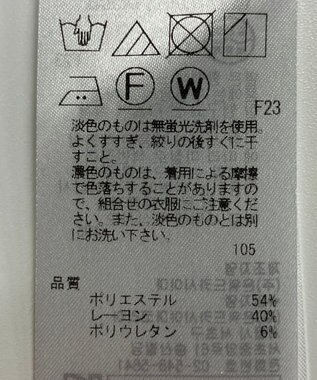 F
W
F23
淡色のものは無蛍光洗剤を使用。
よくすすぎ、絞りの後すぐに干
すこと。
濃色のものは、着用による摩擦
で色落ちすることがありますの
で、組合せの衣服にご注意くだ
さい。また、淡色のものとは別
にお洗い下さい。
105
品質
ポリエステル 54%
レーヨン 40%
ポリウレタン 6%